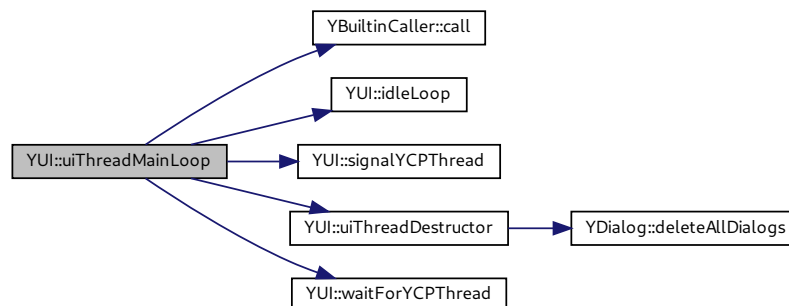 YBuiltinCaller::call
YUI::idleLoop
YUI::uiThreadMainLoop
YUI::signalYCPThread
YUI::uiThreadDestructor
YDialog::deleteAllDialogs
YUI::waitForYCPThread